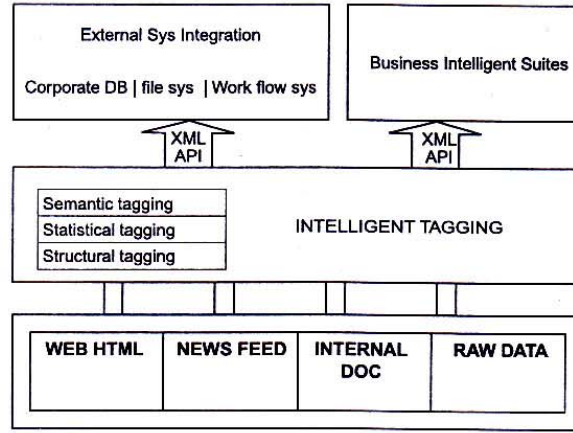 External Sys Integration
Corporate DB | file sys | Work flow sys
Business Intelligent Suites
XML
API
XML
API
Semantic tagging
Statistical tagging
Structural tagging
INTELLIGENT TAGGING
WEB HTML
NEWS FEED
INTERNAL
DOC
RAW DATA